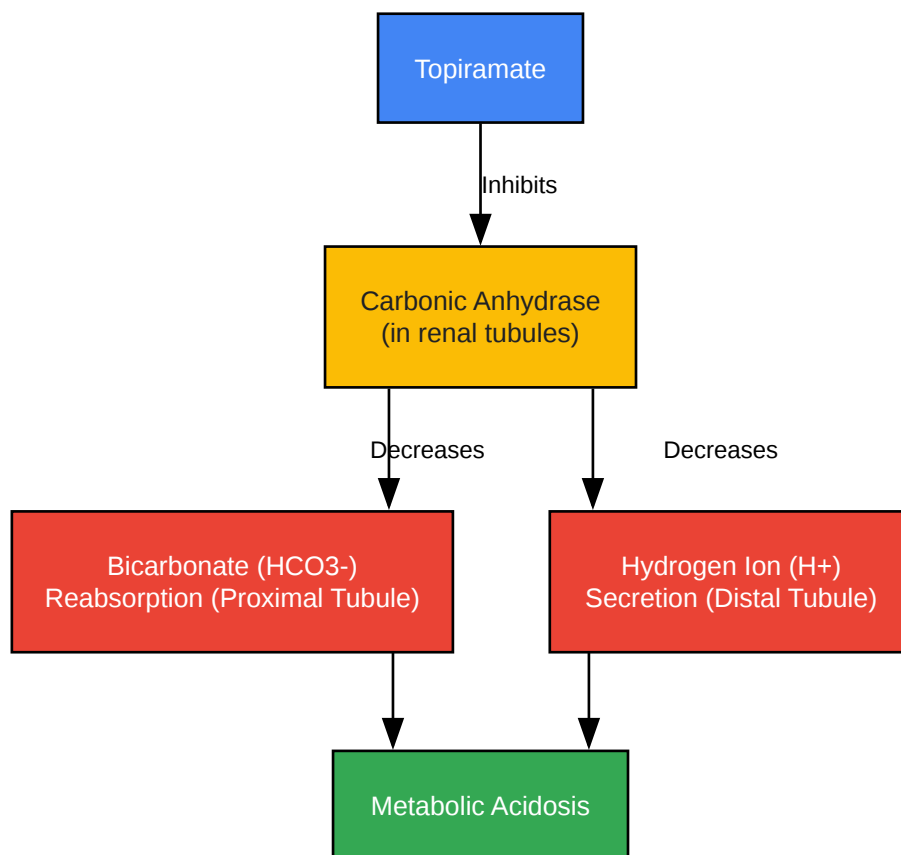 Topiramate
Inhibits
Carbonic Anhydrase
(in renal tubules)
Decreases
Decreases
Bicarbonate (HCO3-)
Reabsorption (Proximal Tubule)
Hydrogen Ion (H+)
Secretion (Distal Tubule)
Metabolic Acidosis